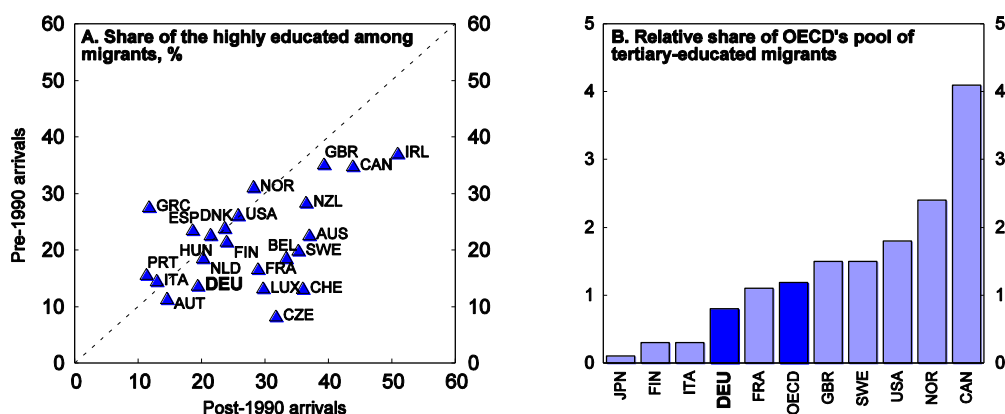 A. Share of the highly educated among
migrants, %
60
50
40
30
20
10
0
60
50
40
30
20
10
0
0
10
20
30
40
50
60
Pre-1990 arrivals
Post-1990 arrivals
GBR
CAN
IRL
NOR
NZL
GRC
ESP
DNK
USA
AUS
HUN
FIN
BEL
SWE
PRT
NLD
FRA
ITA
DEU
LUX
CHE
AUT
CZE
B. Relative share of OECD's pool of
tertiary-educated migrants
5
4
3
2
1
0
5
4
3
2
1
0
JPN
FIN
ITA
DEU
FRA
OECD
GBR
SWE
USA
NOR
CAN